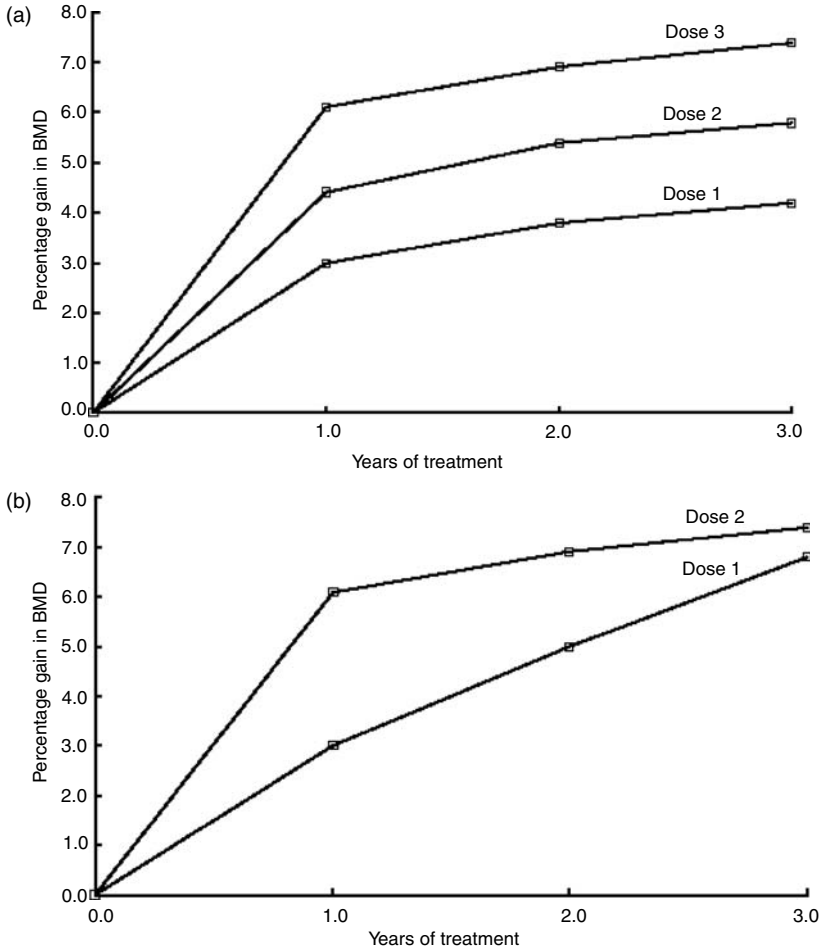 (a)
8.0
7.0
6.0
5.0
4.0
3.0
2.0
1.0
0.0
Percentage gain in BMD
Dose 3
Dose 2
Dose 1
0.0 1.0 2.0 3.0
Years of treatment
(b)
8.0
7.0
6.0
5.0
4.0
3.0
2.0
1.0
0.0
Percentage gain in BMD
Dose 2
Dose 1
0.0 1.0 2.0 3.0
Years of treatment